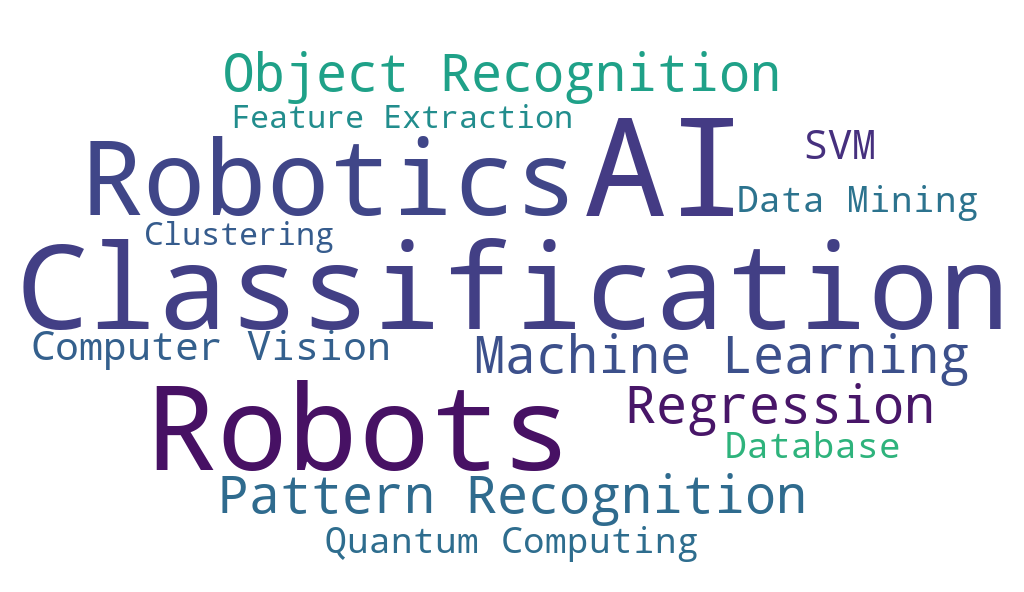 Object Recognition
Feature Extraction
Robotics
AI
SVM
Data Mining
Clustering
Classification
Computer Vision
Machine Learning
Robots
Regression
Database
Pattern Recognition
Quantum Computing